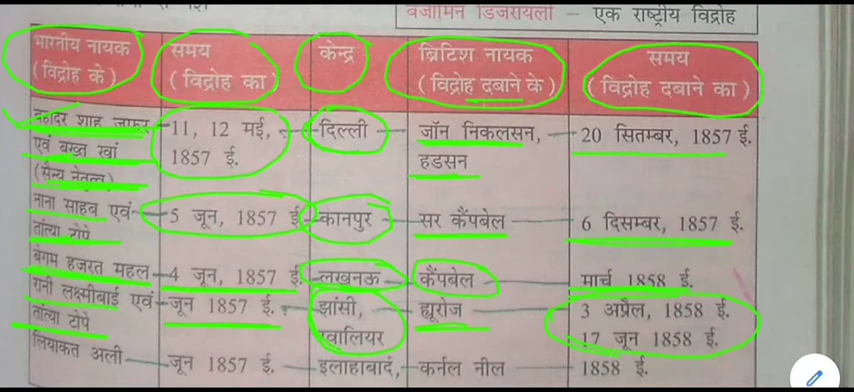 बेंजामिन डिजरायली – एक राष्ट्रीय विद्रोह
भारतीय नायक समय केन्द्र ब्रिटिश नायक समय
(विद्रोह के) (विद्रोह का) (विद्रोह दबाने के) (विद्रोह दबाने का)
बहादुर शाह जफर 11, 12 मई, दिल्ली जॉन निकलसन, 20 सितम्बर, 1857 ई.
एवं बख्त खां 1857 ई. हडसन
(सैन्य नेतृत्व)
नाना साहब एवं 5 जून, 1857 ई. कानपुर सर कैंपबेल 6 दिसम्बर, 1857 ई.
तांत्या टोपे
बेगम हजरत महल 4 जून, 1857 ई. लखनऊ कैंपबेल मार्च 1858 ई.
रानी लक्ष्मीबाई एवं जून 1857 ई. झांसी, ह्यूरोज 3 अप्रैल, 1858 ई.
तांत्या टोपे ग्वालियर 17 जून 1858 ई.
लियाकत अली जून 1857 ई. इलाहाबाद, कर्नल नील 1858 ई.